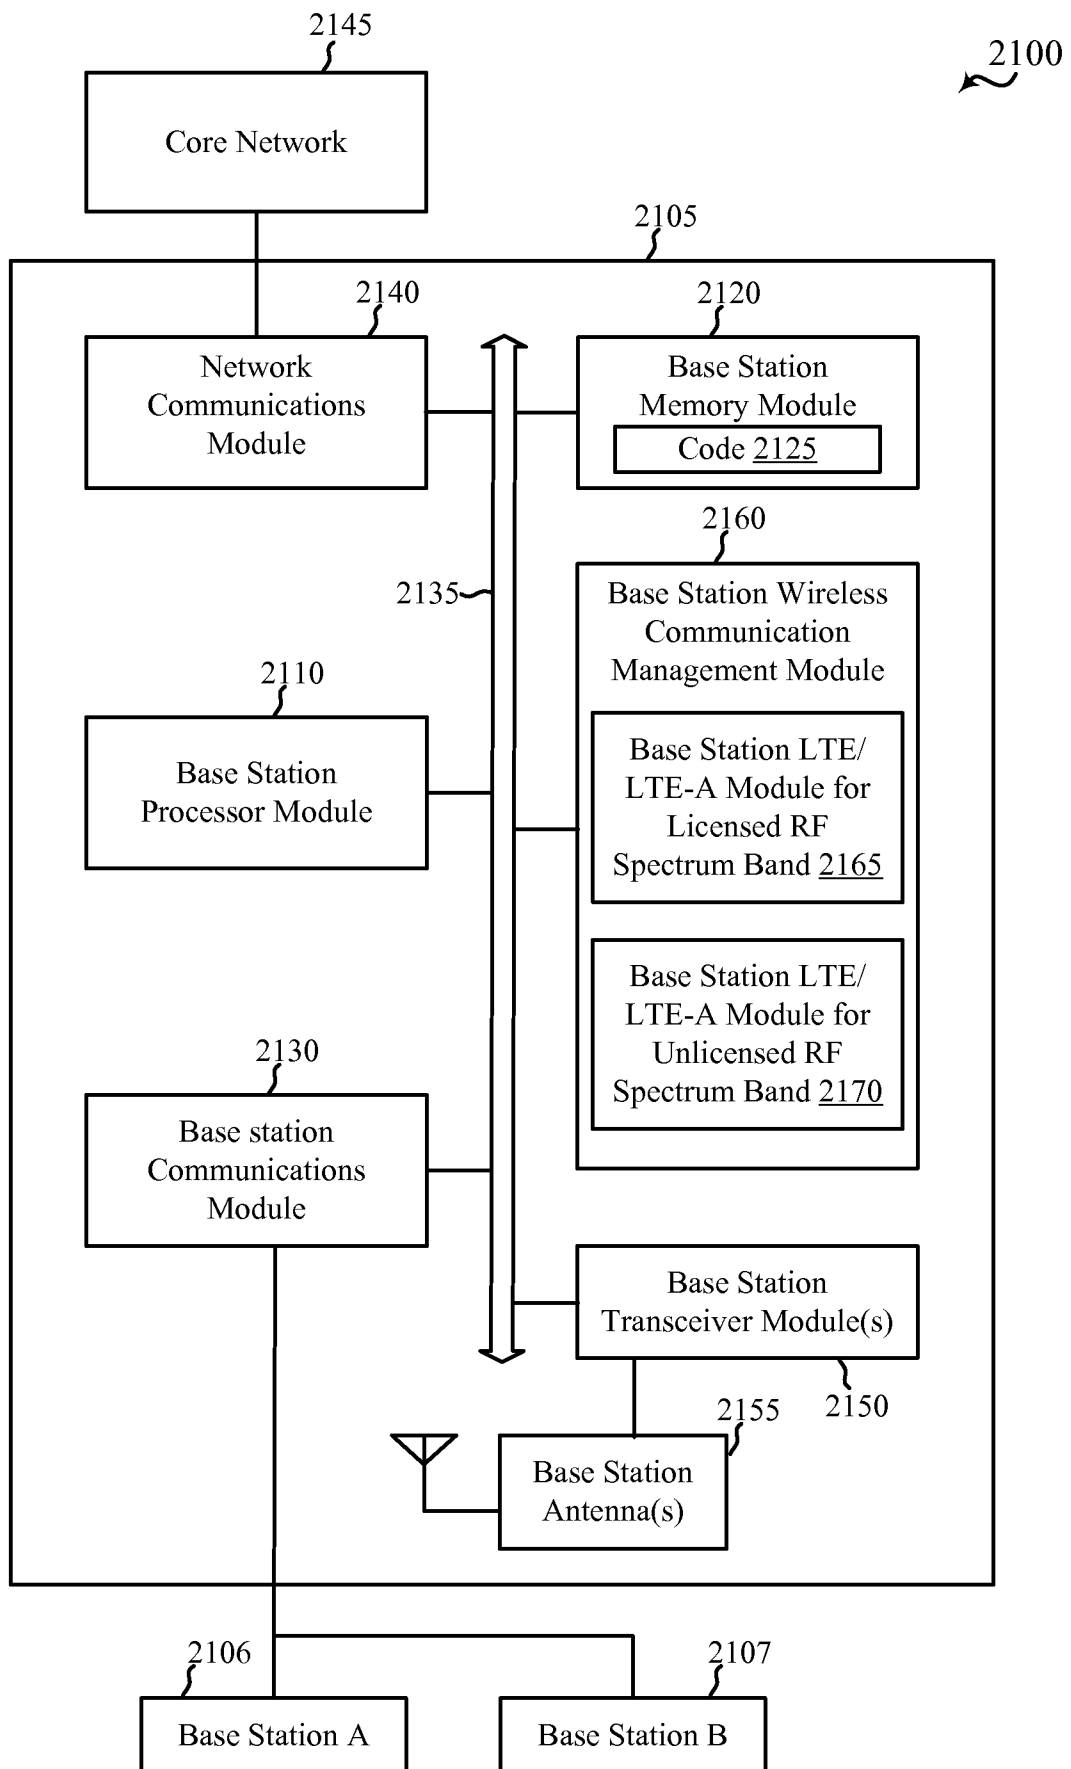 2145
2100
Core Network
2105
2140
2120
Network
Communications
Module
Base Station
Memory Module
Code 2125
2160
2135
Base Station Wireless
Communication
Management Module
2110
Base Station
Processor Module
Base Station LTE/
LTE-A Module for
Licensed RF
Spectrum Band 2165
Base Station LTE/
LTE-A Module for
Unlicensed RF
Spectrum Band 2170
2130
Base station
Communications
Module
Base Station
Transceiver Module(s)
2150
2155
Base Station
Antenna(s)
2106
2107
Base Station A
Base Station B